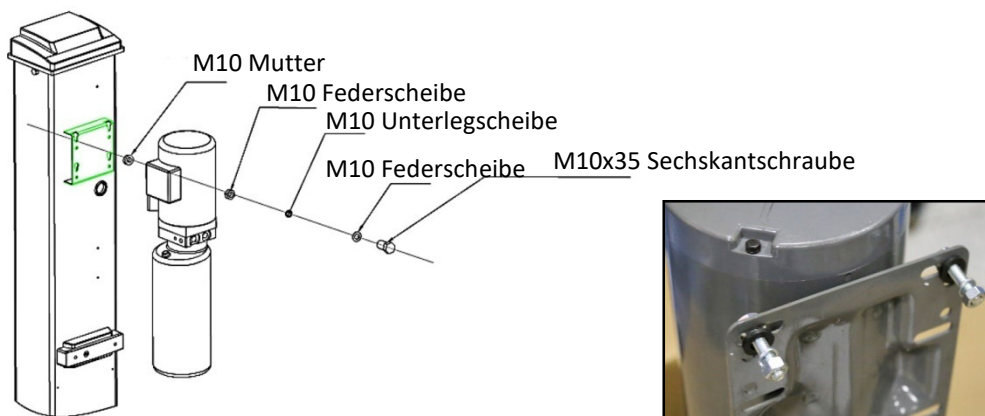 M10 Mutter
M10 Federscheibe
M10 Unterlegscheibe
M10 Federscheibe
M10x35 Sechskantschraube